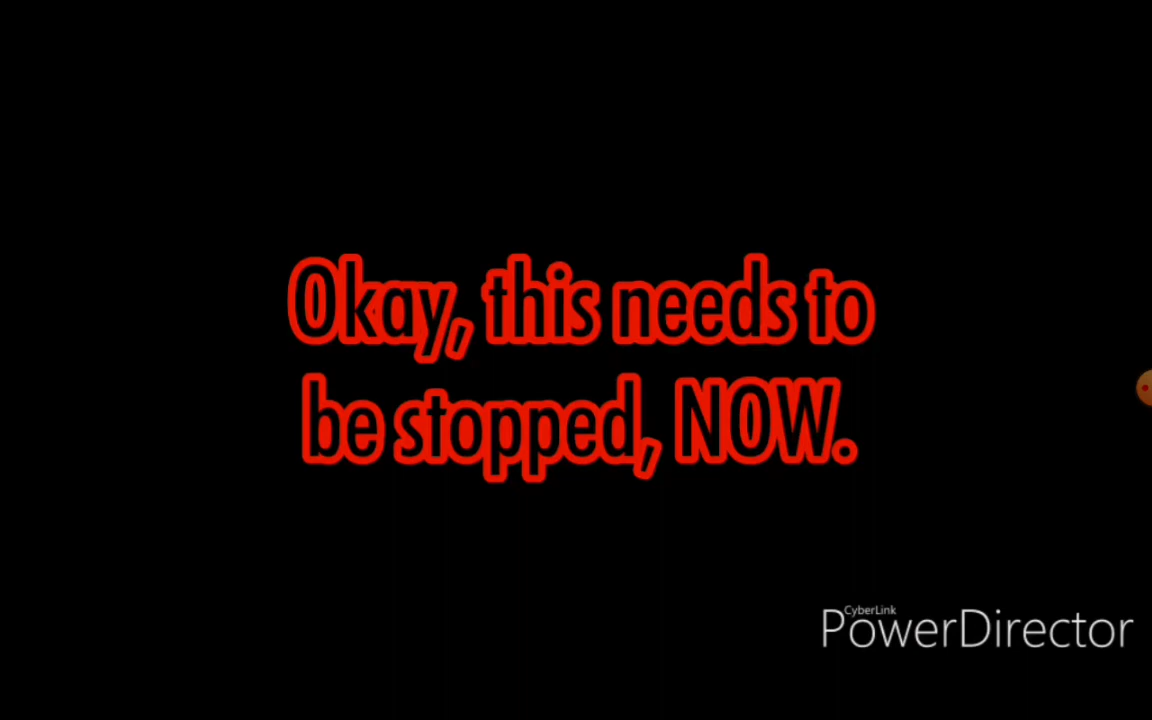 Okay, this needs to
be stopped, NOW.
CyberLink
PowerDirector